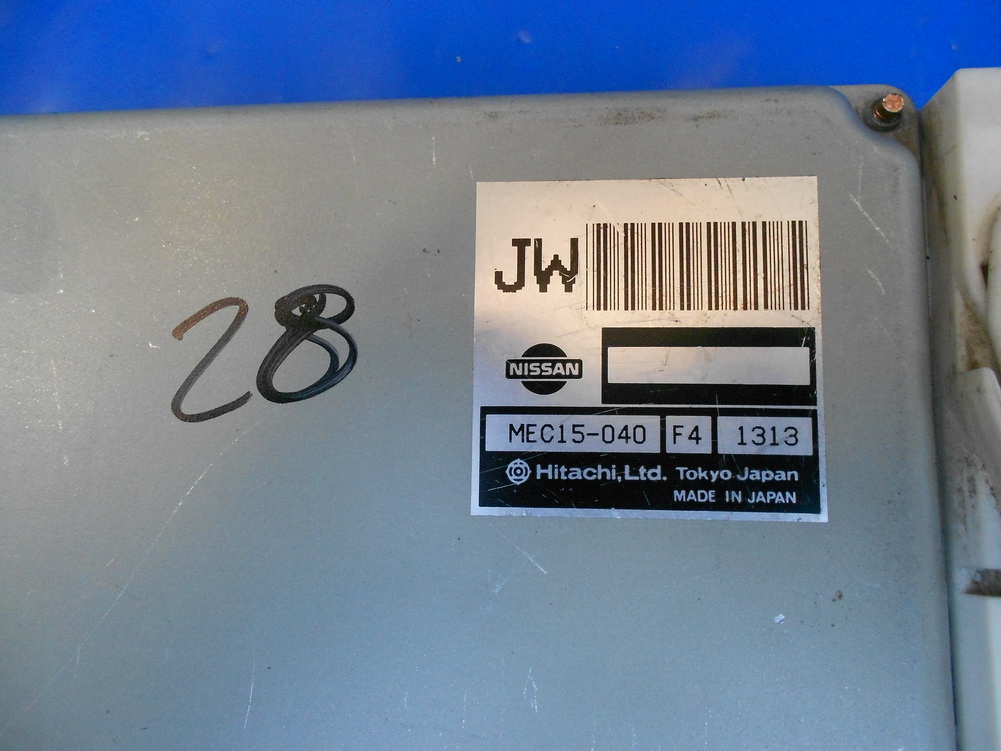 28
JW
NISSAN
MEC15-040 F4 1313
Hitachi,Ltd. Tokyo Japan
MADE IN JAPAN